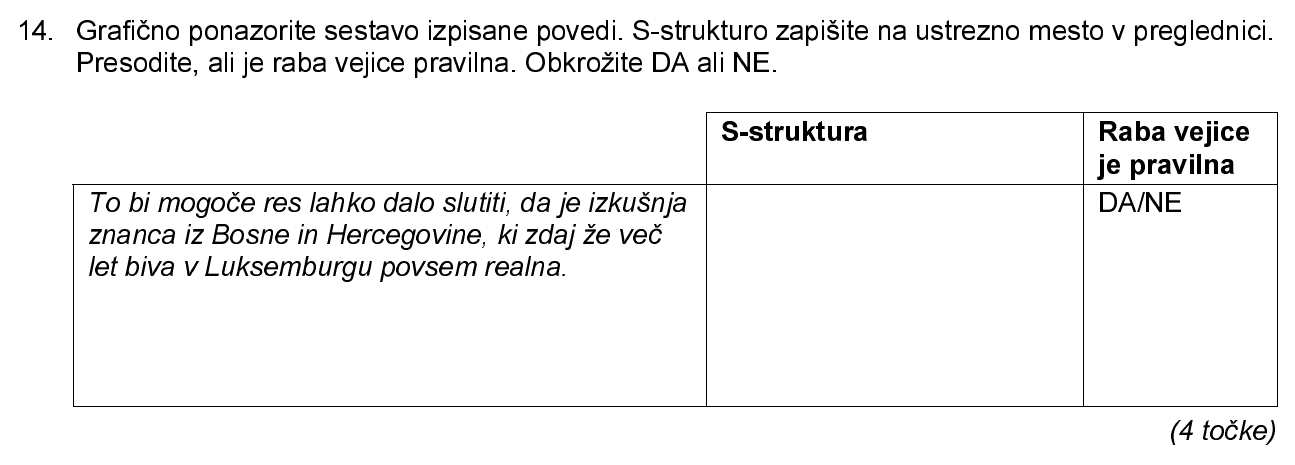 14. Grafično ponazorite sestavo izpisane povedi. S-strukturo zapišite na ustrezno mesto v preglednici.
Presodite, ali je raba vejice pravilna. Obkrožite DA ali NE.
S-struktura
Raba vejice
je pravilna
To bi mogoče res lahko dalo slutiti, da je izkušnja
znanca iz Bosne in Hercegovine, ki zdaj že več
let biva v Luksemburgu povsem realna.
DA/NE
(4 točke)